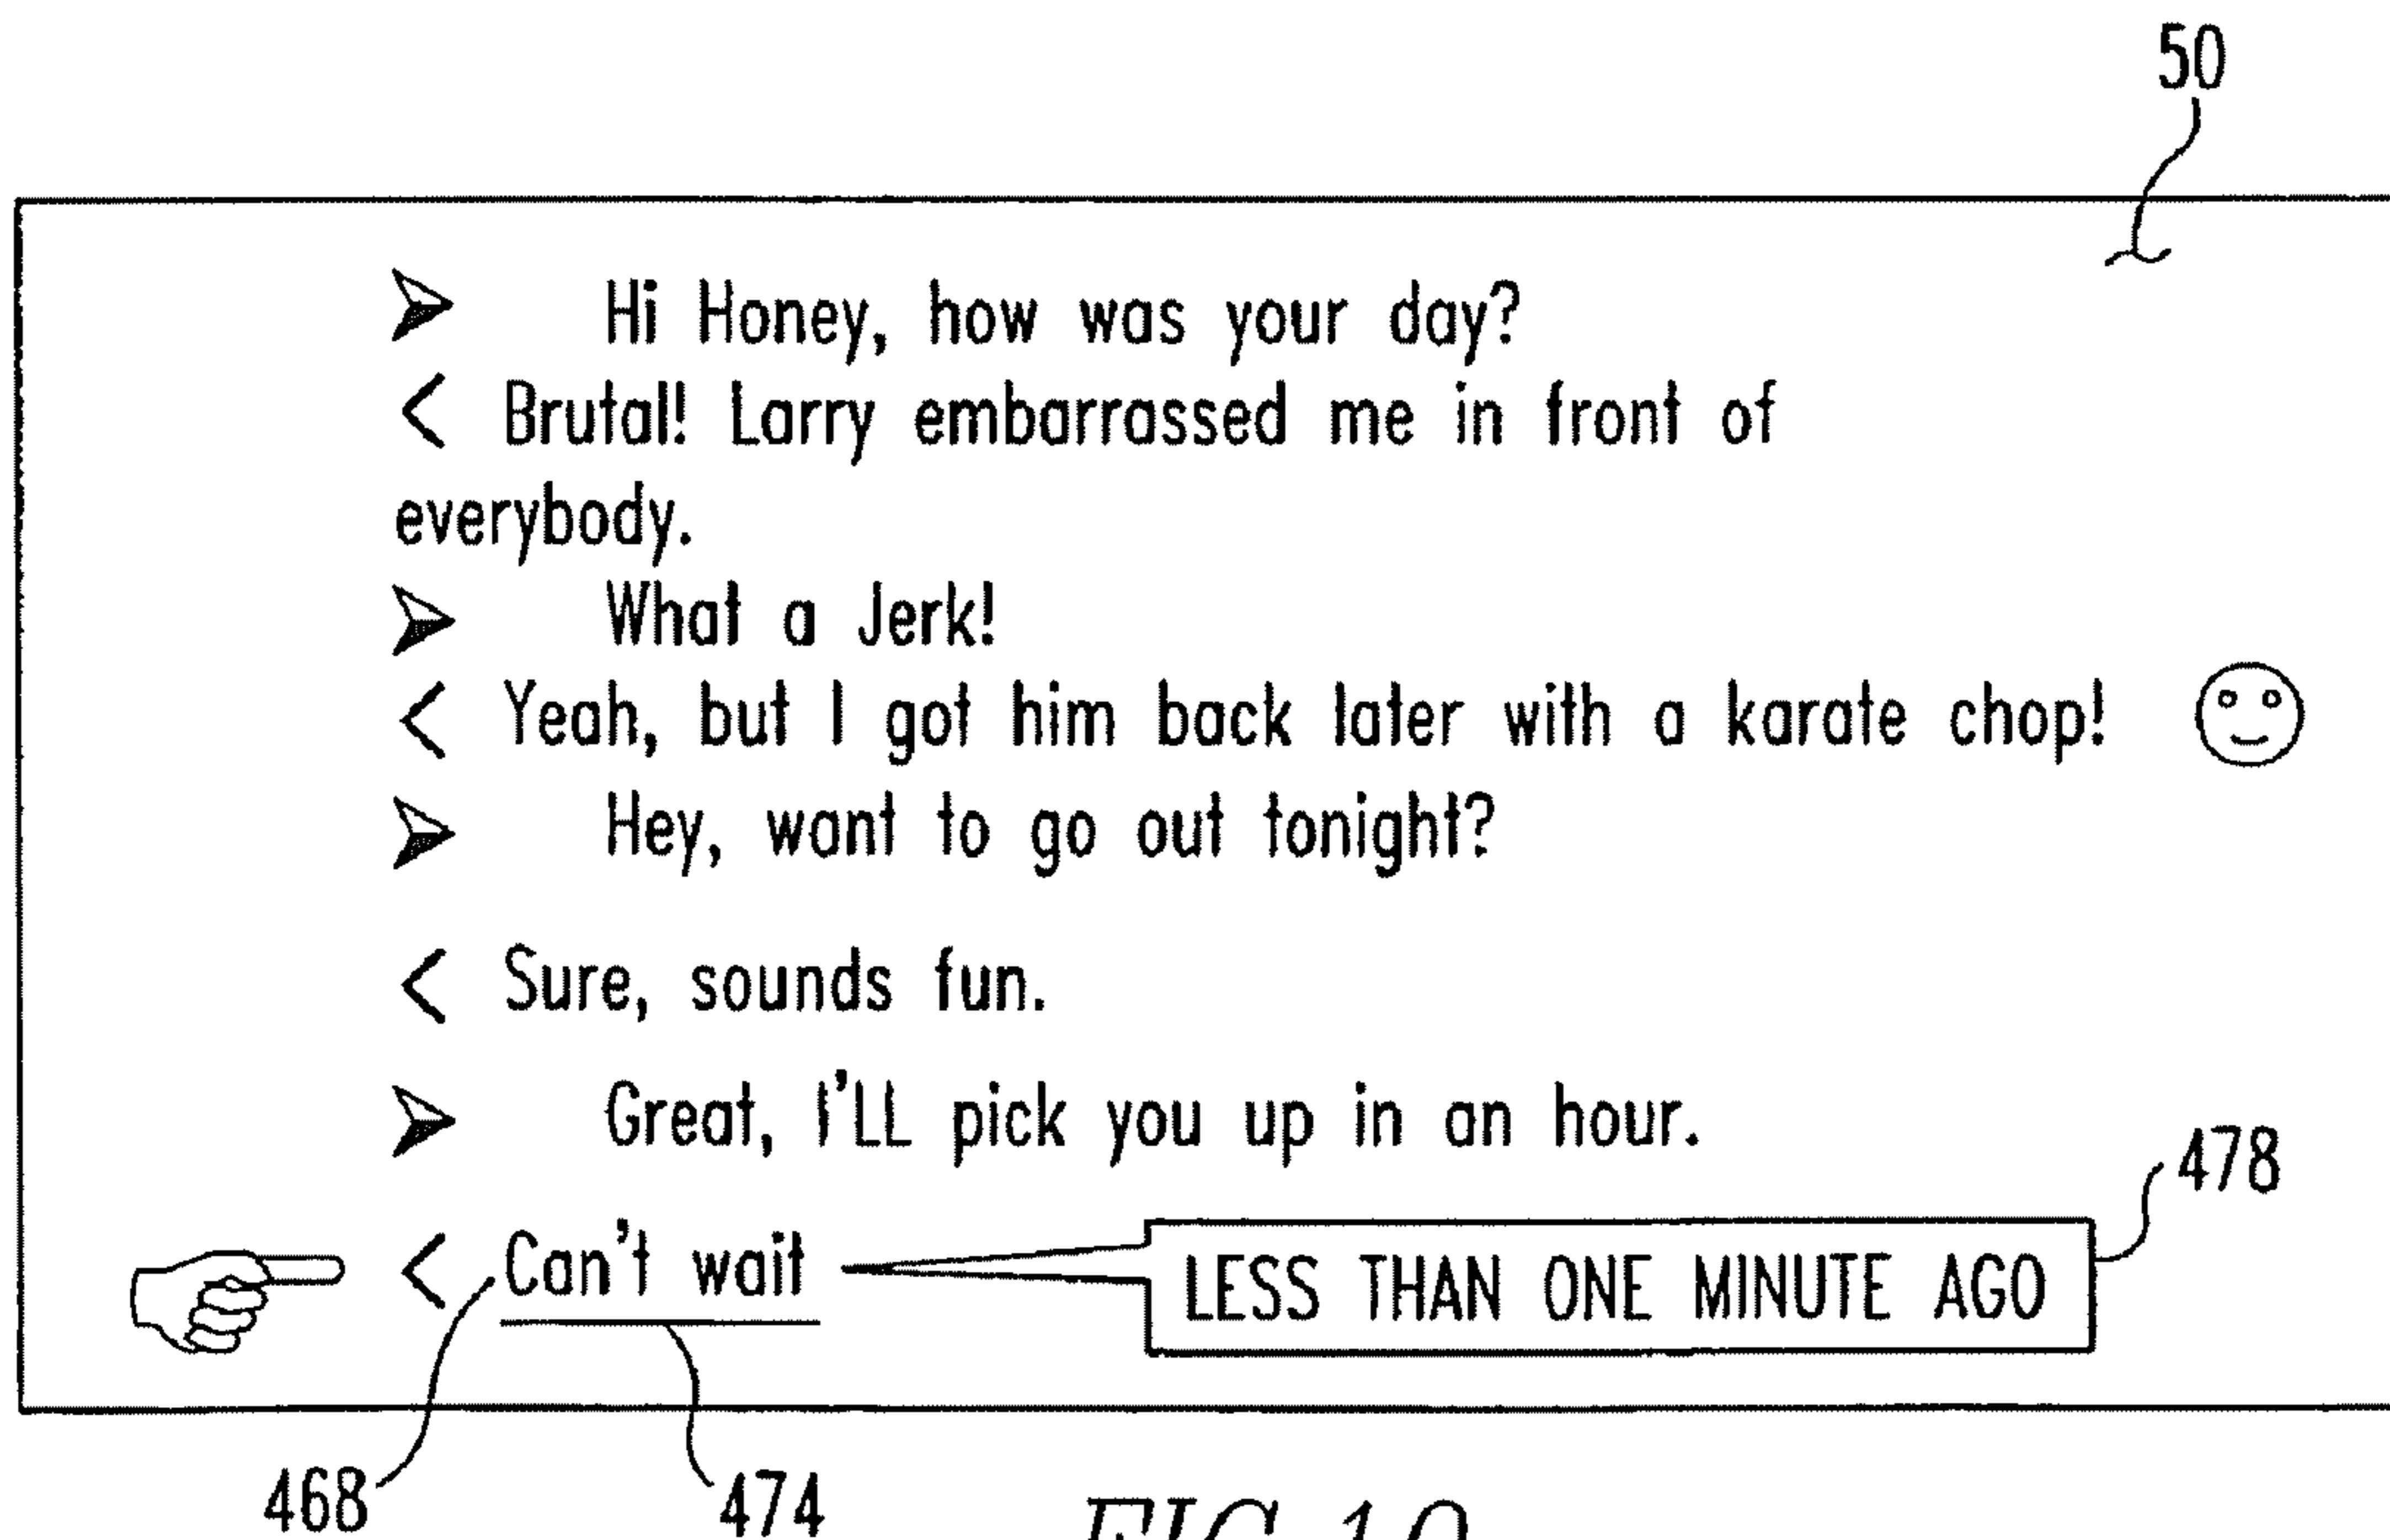 50
➢ Hi Honey, how was your day?
< Brutal! Larry embarrassed me in front of
everybody.
➢ What a Jerk!
< Yeah, but I got him back later with a karate chop!
➢ Hey, want to go out tonight?
< Sure, sounds fun.
➢ Great, I'LL pick you up in an hour.
478
< Can't wait LESS THAN ONE MINUTE AGO
468 474
FIG.10